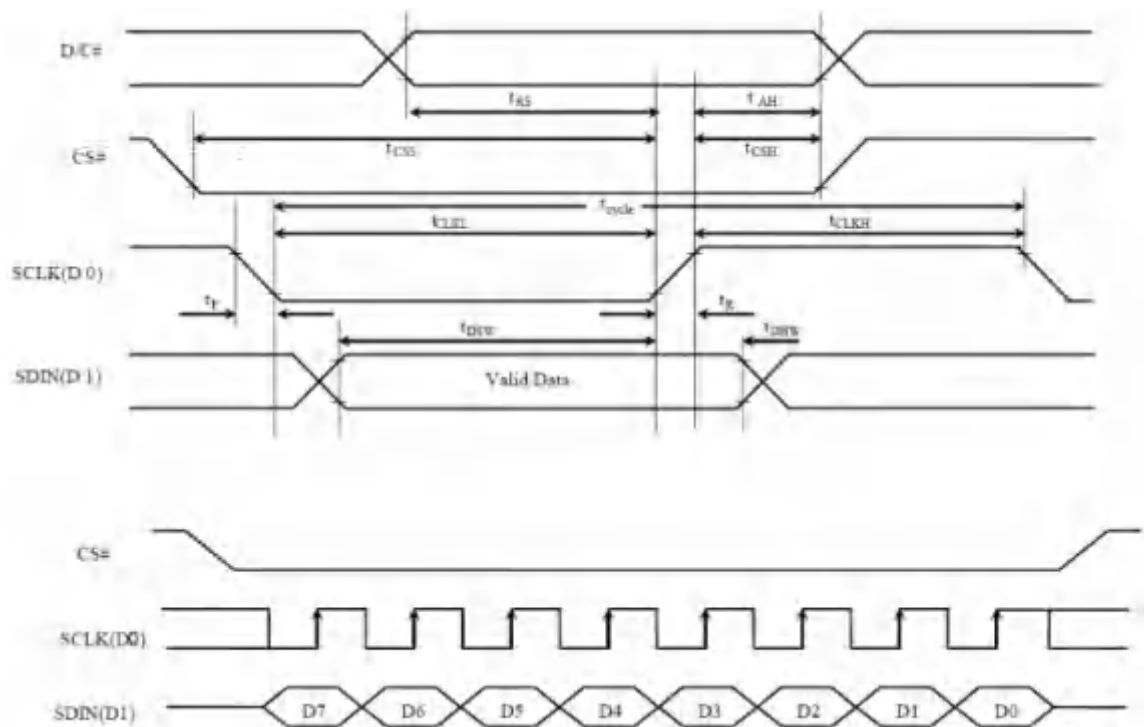 D/C#
tAS
tAH
CS#
tCSS
tCSH
tcycle
tCLKL
tCLKH
SCLK(D0)
tF
tR
tDSW
tDHW
SDIN(D1)
Valid Data
CS#
SCLK(D0)
SDIN(D1)
D7 D6 D5 D4 D3 D2 D1 D0